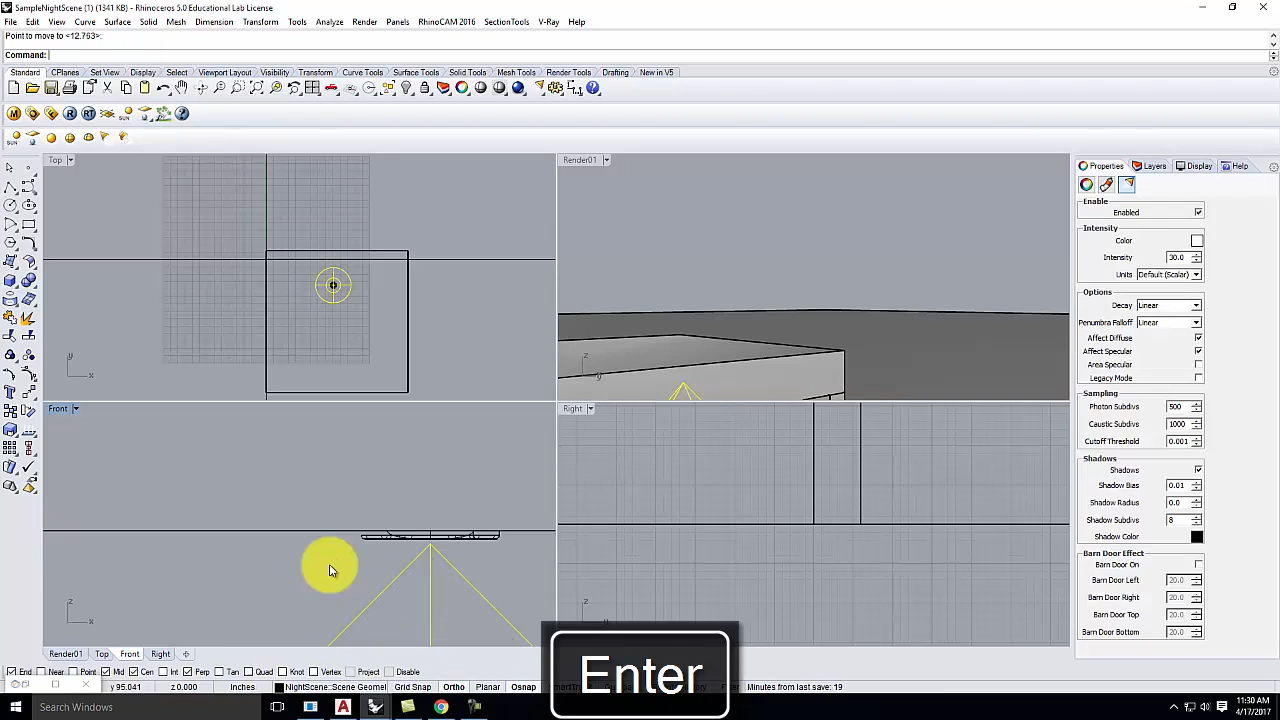 SampleNightScene (1) (1341 KB) - Rhinoceros 5.0 Educational Lab License
File Edit View Curve Surface Solid Mesh Dimension Transform Tools Analyze Render Panels RhinoCAM 2016 SectionTools V-Ray Help
Point to move to <12.763>:
Command:
Standard CPlanes Set View Display Select Viewport Layout Visibility Transform Curve Tools Surface Tools Solid Tools Mesh Tools Render Tools Drafting New in V5
M R RT SUN
SUN
Top
Render01
Properties Layers Display Help
Enable
Enabled
Intensity
Color
Intensity 30.0
Units Default (Scalar)
Options
Decay Linear
Penumbra Falloff Linear
Affect Diffuse
Affect Specular
Area Specular
Legacy Mode
Sampling
Photon Subdivs 500
Caustic Subdivs 1000
Cutoff Threshold 0.001
Shadows
Shadows
Shadow Bias 0.01
Shadow Radius 0.0
Shadow Subdivs 8
Shadow Color
Barn Door Effect
Barn Door On
Barn Door Left 20.0
Barn Door Right 20.0
Barn Door Top 20.0
Barn Door Bottom 20.0
y
x
z
y
Front
Right
z
x
z
Enter
Render01 Top Front Right
End Near Point Mid Cen Int Perp Tan Quad Knot Vertex Project Disable
y 95.041 z 0.000 Inches NightScene::Scene Geomet Grid Snap Ortho Planar Osnap Minutes from last save: 19
Search Windows
11:30 AM
4/17/2017